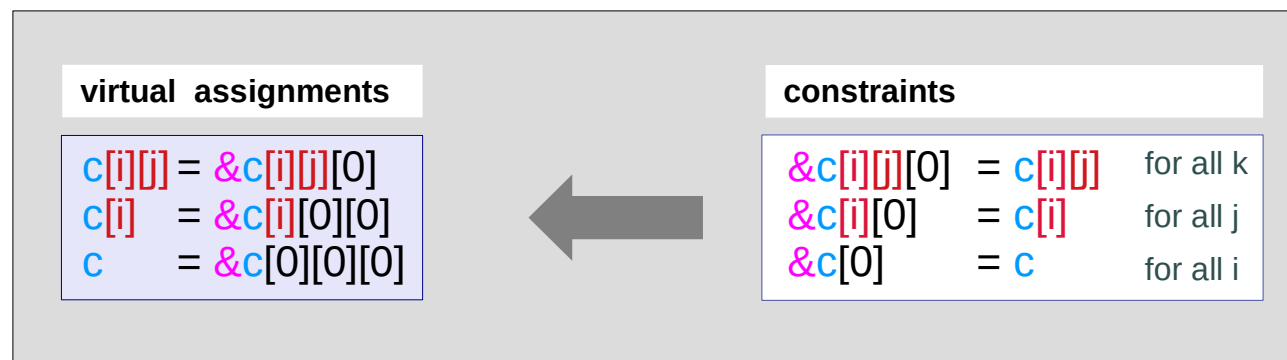 virtual assignments
c[i][j] = &c[i][j][0]
c[i] = &c[i][0][0]
c = &c[0][0][0]
constraints
&c[i][j][0] = c[i][j] for all k
&c[i][0] = c[i] for all j
&c[0] = c for all i